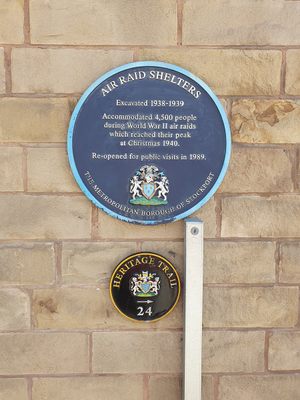 AIR RAID SHELTERS
Excavated 1938-1939
Accommodated 4,500 people
during World War II air raids
which reached their peak
at Christmas 1940.
Re-opened for public visits in 1989.
THE METROPOLITAN BOROUGH OF STOCKPORT
HERITAGE TRAIL
24